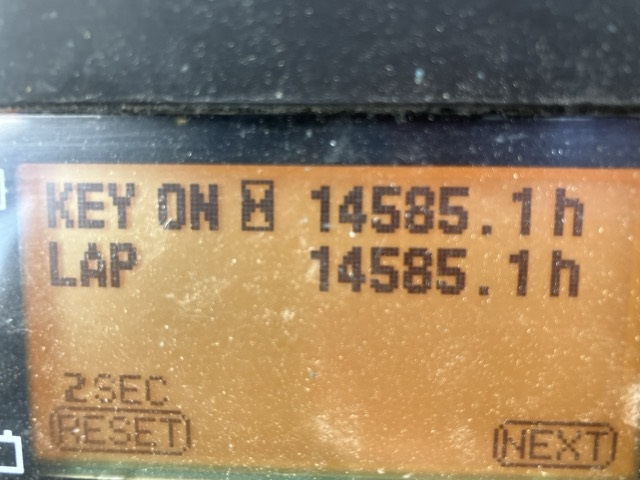 KEY ON 14585.1h
LAP 14585.1h
2SEC
RESET NEXT